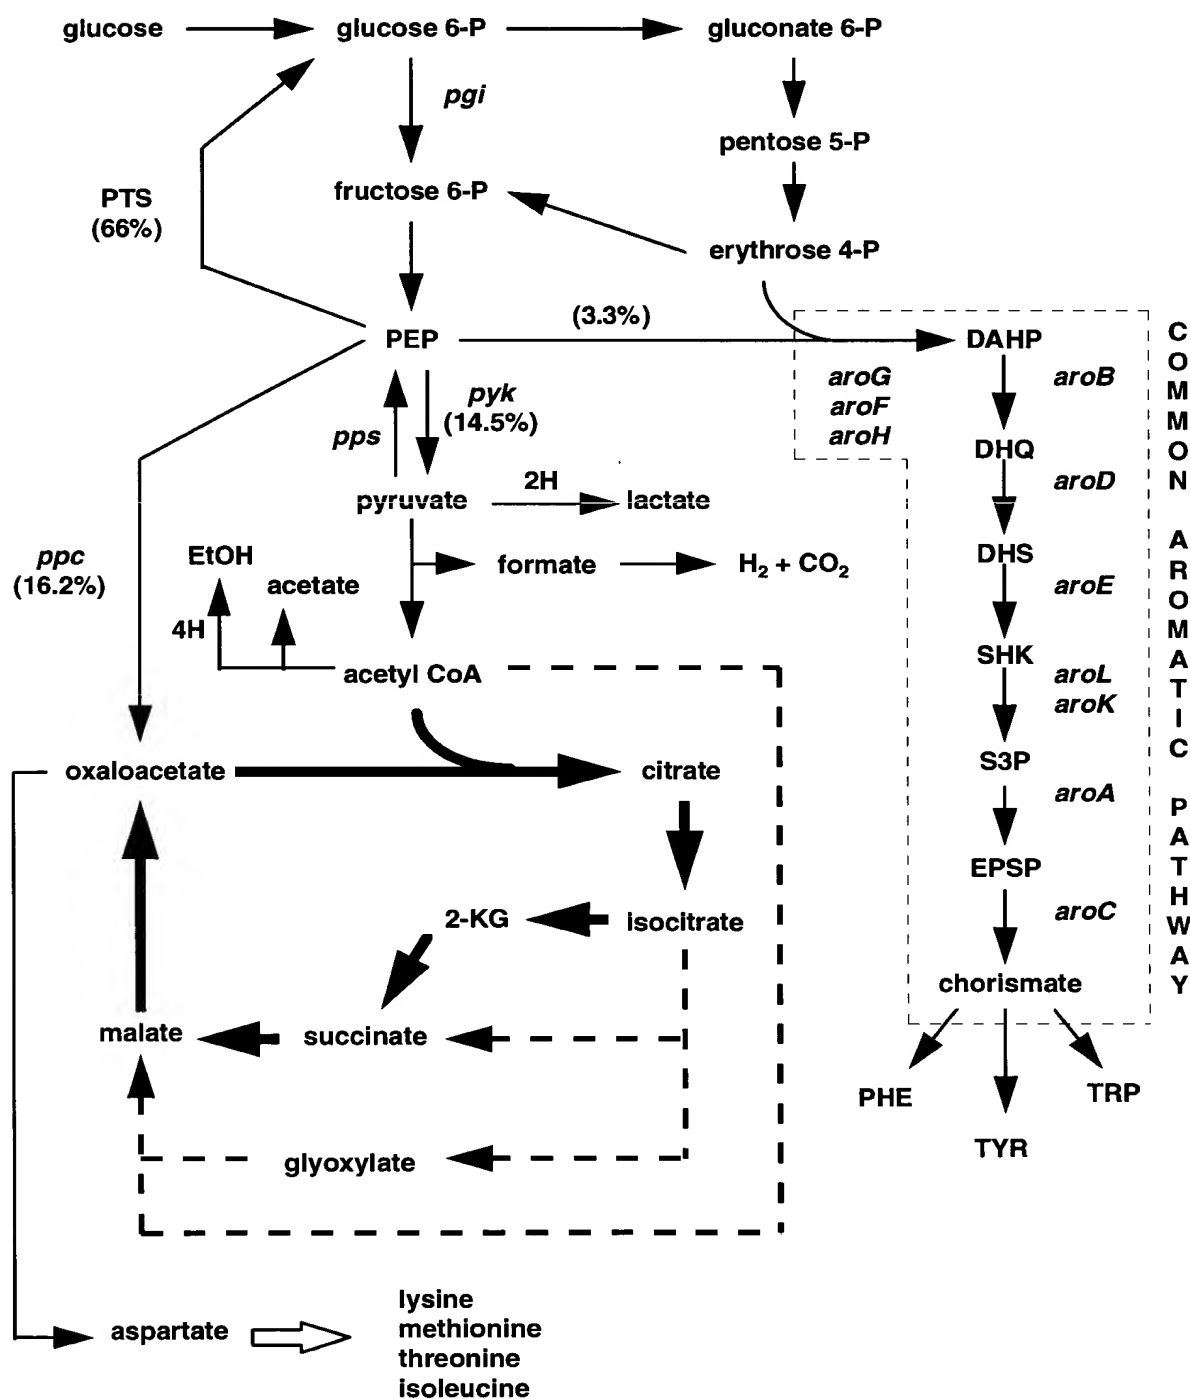 glucose
glucose 6-P
gluconate 6-P
pgi
pentose 5-P
PTS
(66%)
fructose 6-P
erythrose 4-P
(3.3%)
PEP
DAHP
aroG
aroF
aroH
aroB
pyk
(14.5%)
pps
DHQ
aroD
pyruvate
2H
lactate
ppc
(16.2%)
EtOH
acetate
formate
H₂ + CO₂
DHS
aroE
4H
acetyl CoA
SHK
aroL
aroK
oxaloacetate
citrate
S3P
aroA
EPSP
2-KG
isocitrate
aroC
chorismate
malate
succinate
PHE
TRP
TYR
glyoxylate
COMMON AROMATIC PATHWAY
aspartate
lysine
methionine
threonine
isoleucine